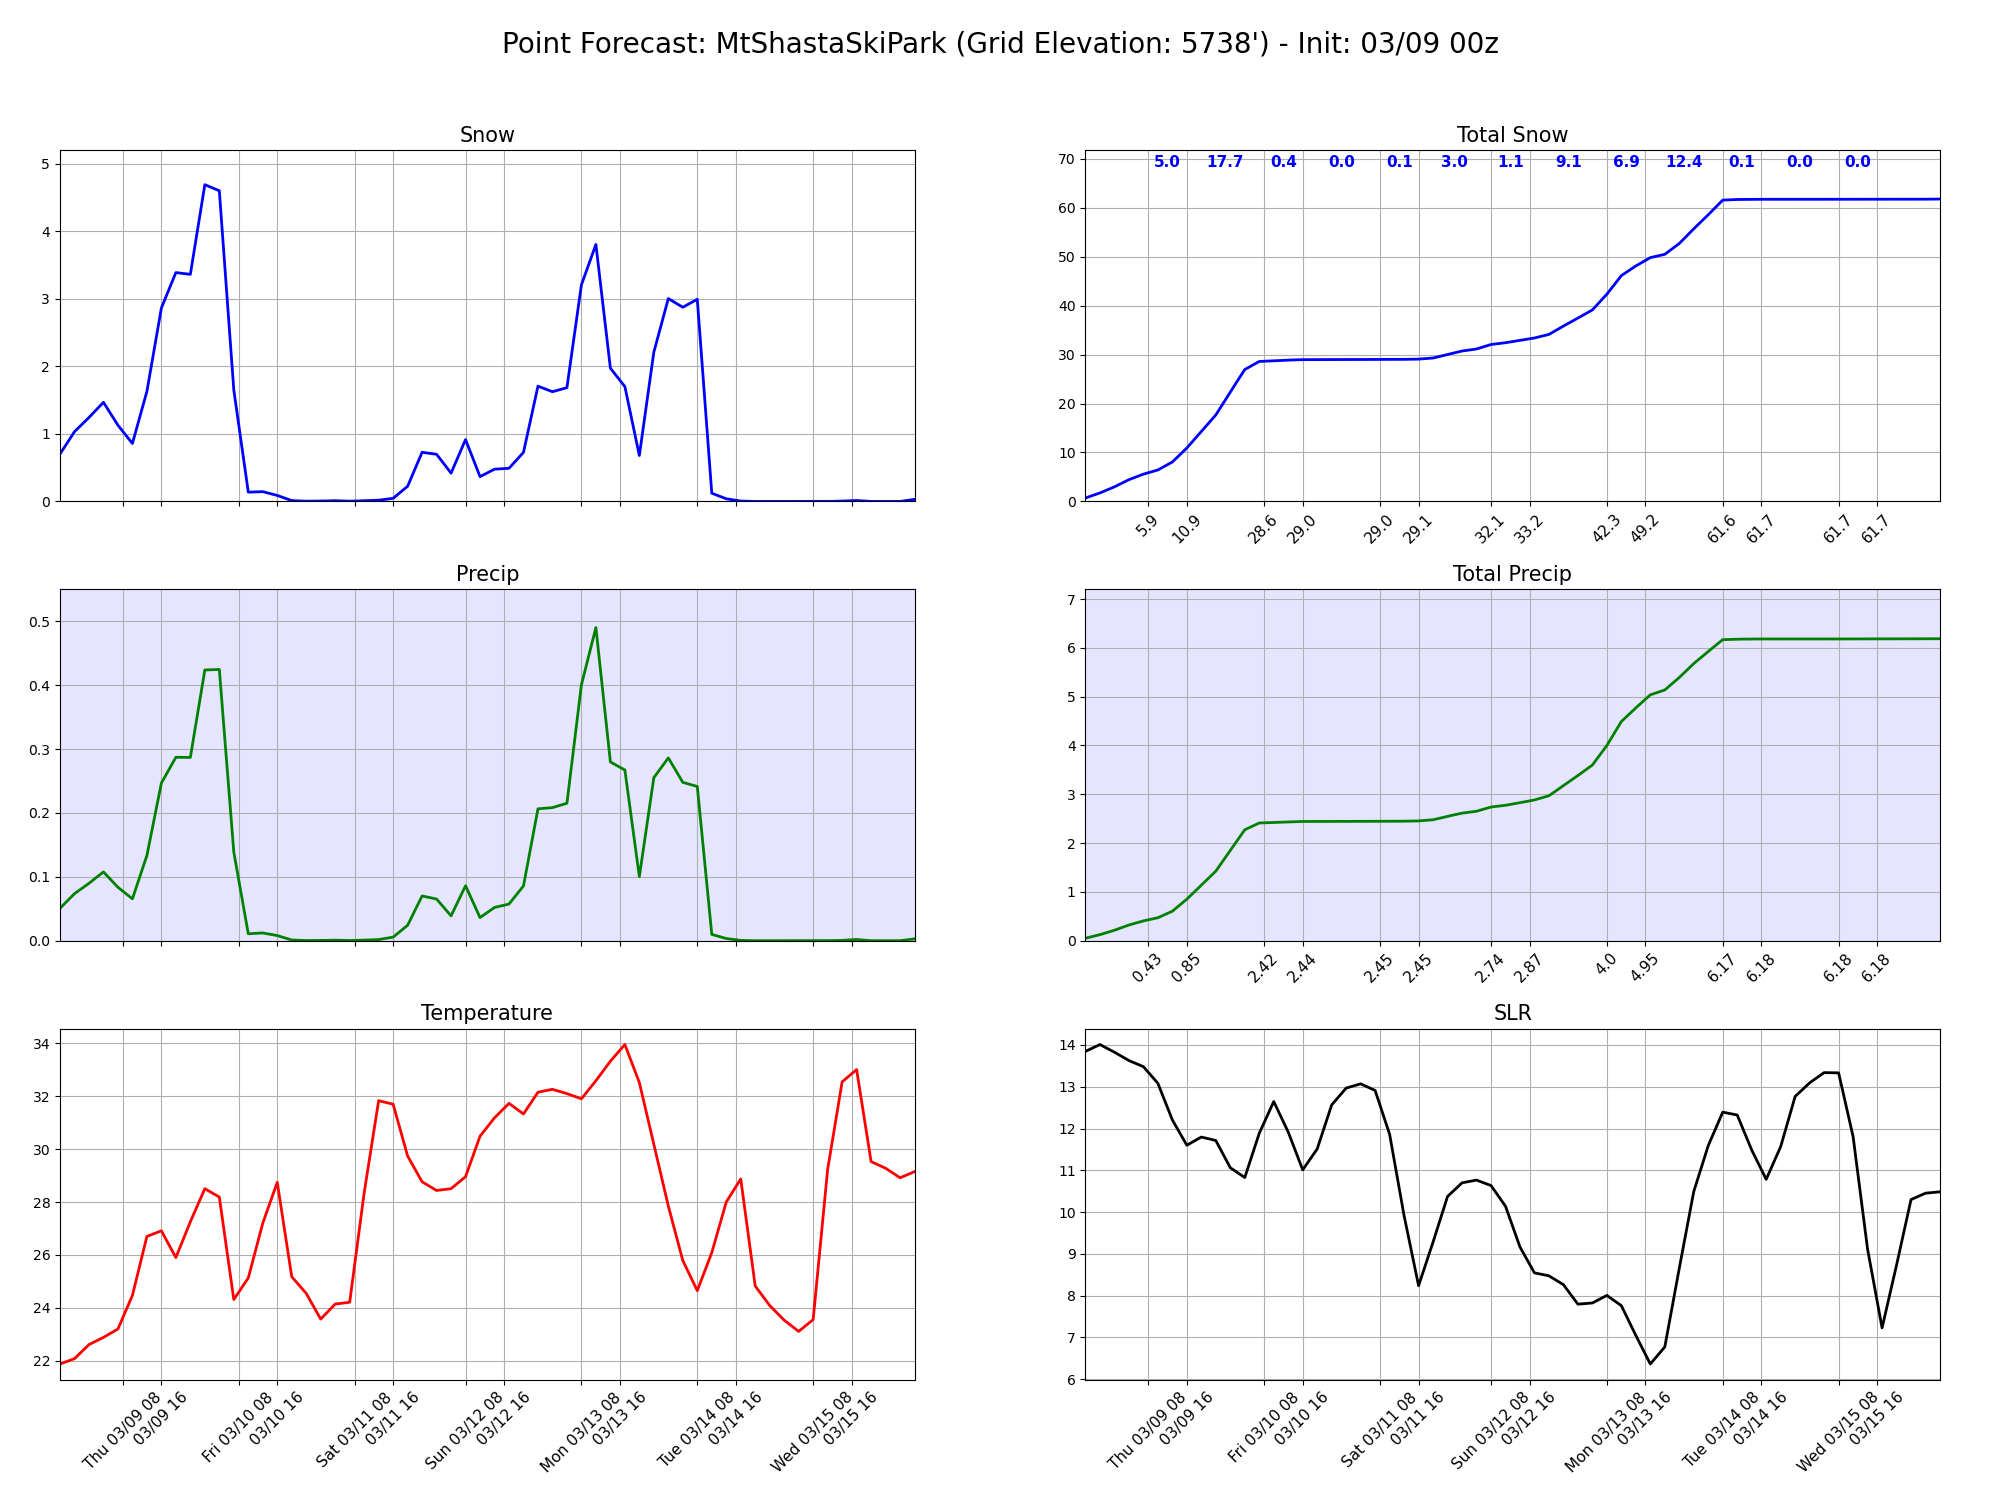 Point Forecast: MtShastaSkiPark (Grid Elevation: 5738') - Init: 03/09 00z
Snow
5
4
3
2
1
0
Total Snow
5.0 17.7 0.4 0.0 0.1 3.0 1.1 9.1 6.9 12.4 0.1 0.0 0.0
70
60
50
40
30
20
10
0
5.9 10.9 28.6 29.0 29.0 29.1 32.1 33.2 42.3 49.2 61.6 61.7 61.7 61.7
Precip
0.5
0.4
0.3
0.2
0.1
0.0
Total Precip
7
6
5
4
3
2
1
0
0.43 0.85 2.42 2.44 2.45 2.45 2.74 2.87 4.0 4.95 6.17 6.18 6.18 6.18
Temperature
34
32
30
28
26
24
22
Thu 03/09 08
03/09 16
Fri 03/10 08
03/10 16
Sat 03/11 08
03/11 16
Sun 03/12 08
03/12 16
Mon 03/13 08
03/13 16
Tue 03/14 08
03/14 16
Wed 03/15 08
03/15 16
SLR
14
13
12
11
10
9
8
7
6
Thu 03/09 08
03/09 16
Fri 03/10 08
03/10 16
Sat 03/11 08
03/11 16
Sun 03/12 08
03/12 16
Mon 03/13 08
03/13 16
Tue 03/14 08
03/14 16
Wed 03/15 08
03/15 16